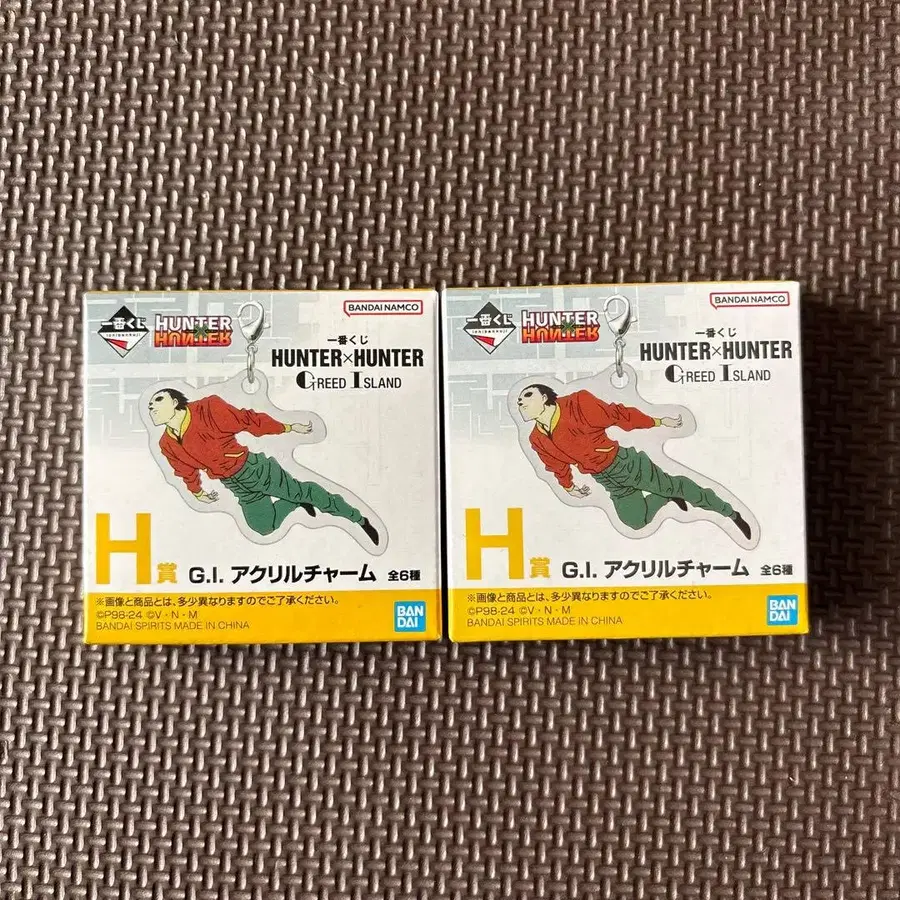 一番くじ
ichibankuji
HUNTER×HUNTER
BANDAI NAMCO
一番くじ
HUNTER×HUNTER
GREED ISLAND
H賞 G.I. アクリルチャーム 全6種
※画像と商品とは、多少異なりますのでご了承ください。
©P98-24 ©V・N・M
BANDAI SPIRITS MADE IN CHINA
BANDAI
一番くじ
ichibankuji
HUNTER×HUNTER
BANDAI NAMCO
一番くじ
HUNTER×HUNTER
GREED ISLAND
H賞 G.I. アクリルチャーム 全6種
※画像と商品とは、多少異なりますのでご了承ください。
©P98-24 ©V・N・M
BANDAI SPIRITS MADE IN CHINA
BANDAI